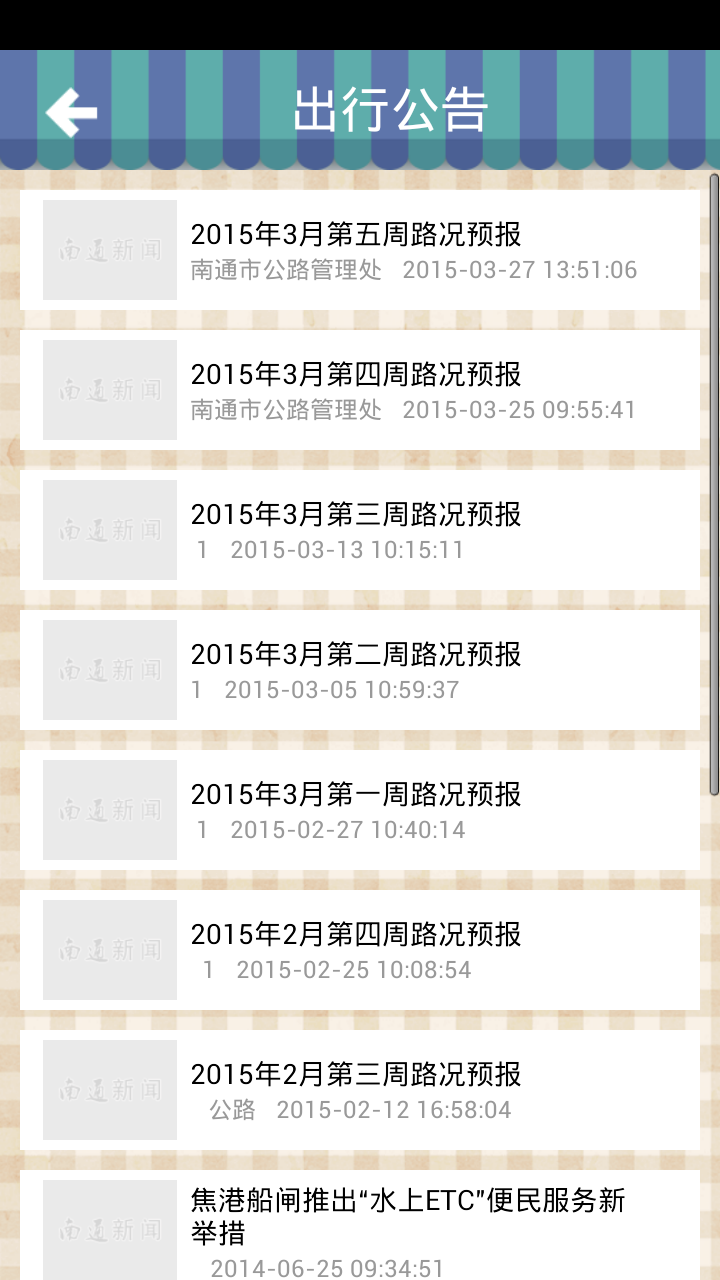 出行公告
南通新闻
2015年3月第五周路况预报
南通市公路管理处 2015-03-27 13:51:06
南通新闻
2015年3月第四周路况预报
南通市公路管理处 2015-03-25 09:55:41
南通新闻
2015年3月第三周路况预报
1 2015-03-13 10:15:11
南通新闻
2015年3月第二周路况预报
1 2015-03-05 10:59:37
南通新闻
2015年3月第一周路况预报
1 2015-02-27 10:40:14
南通新闻
2015年2月第四周路况预报
1 2015-02-25 10:08:54
南通新闻
2015年2月第三周路况预报
公路 2015-02-12 16:58:04
南通新闻
焦港船闸推出“水上ETC”便民服务新
举措
2014-06-25 09:34:51